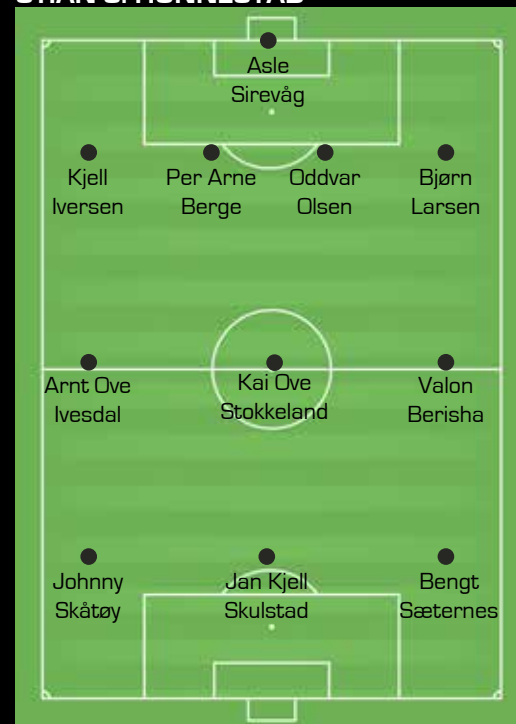 Asle
Sirevåg
Kjell
Iversen
Per Arne
Berge
Oddvar
Olsen
Bjørn
Larsen
Arnt Ove
Ivesdal
Kai Ove
Stokkeland
Valon
Berisha
Johnny
Skåtøy
Jan Kjell
Skulstad
Bengt
Sæternes